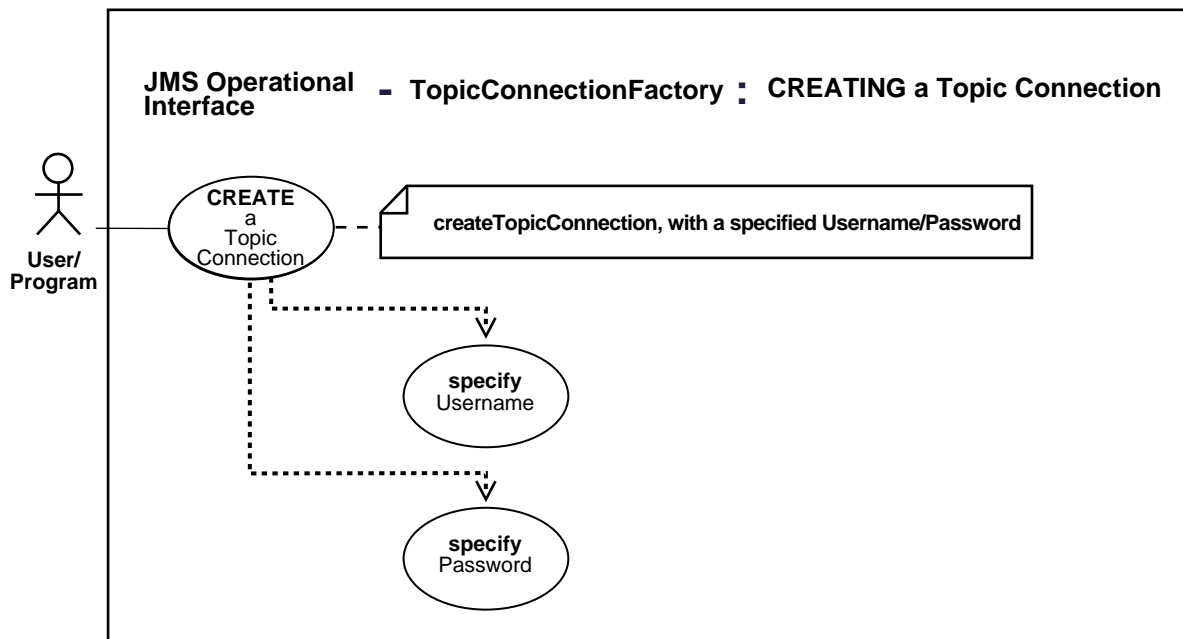 JMS Operational
Interface
- TopicConnectionFactory : CREATING a Topic Connection
CREATE
a
Topic
Connection
createTopicConnection, with a specified Username/Password
User/
Program
specify
Username
specify
Password